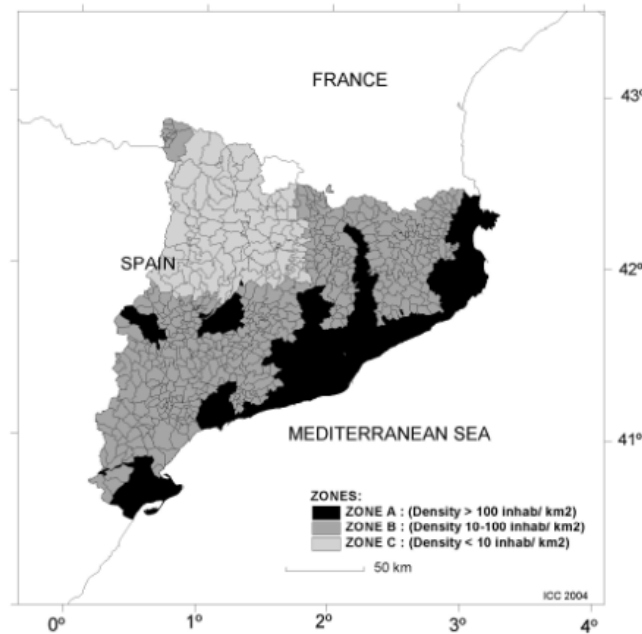 FRANCE
43º
SPAIN
42º
MEDITERRANEAN SEA
41º
ZONES:
ZONE A : (Density > 100 inhab/ km2)
ZONE B : (Density 10-100 inhab/ km2)
ZONE C : (Density < 10 inhab/ km2)
50 km
ICC 2004
0º 1º 2º 3º 4º